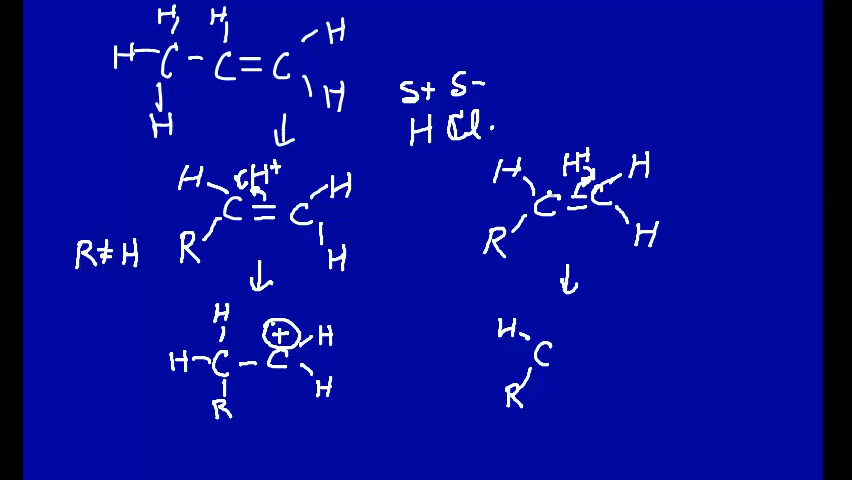 H H
H C C = C H
H H
δ+ δ-
H Cl
H H+ H
C = C
R H
R ≠ H
H H+ H
C = C
R H
H + H
H C C
R H
H
C
R